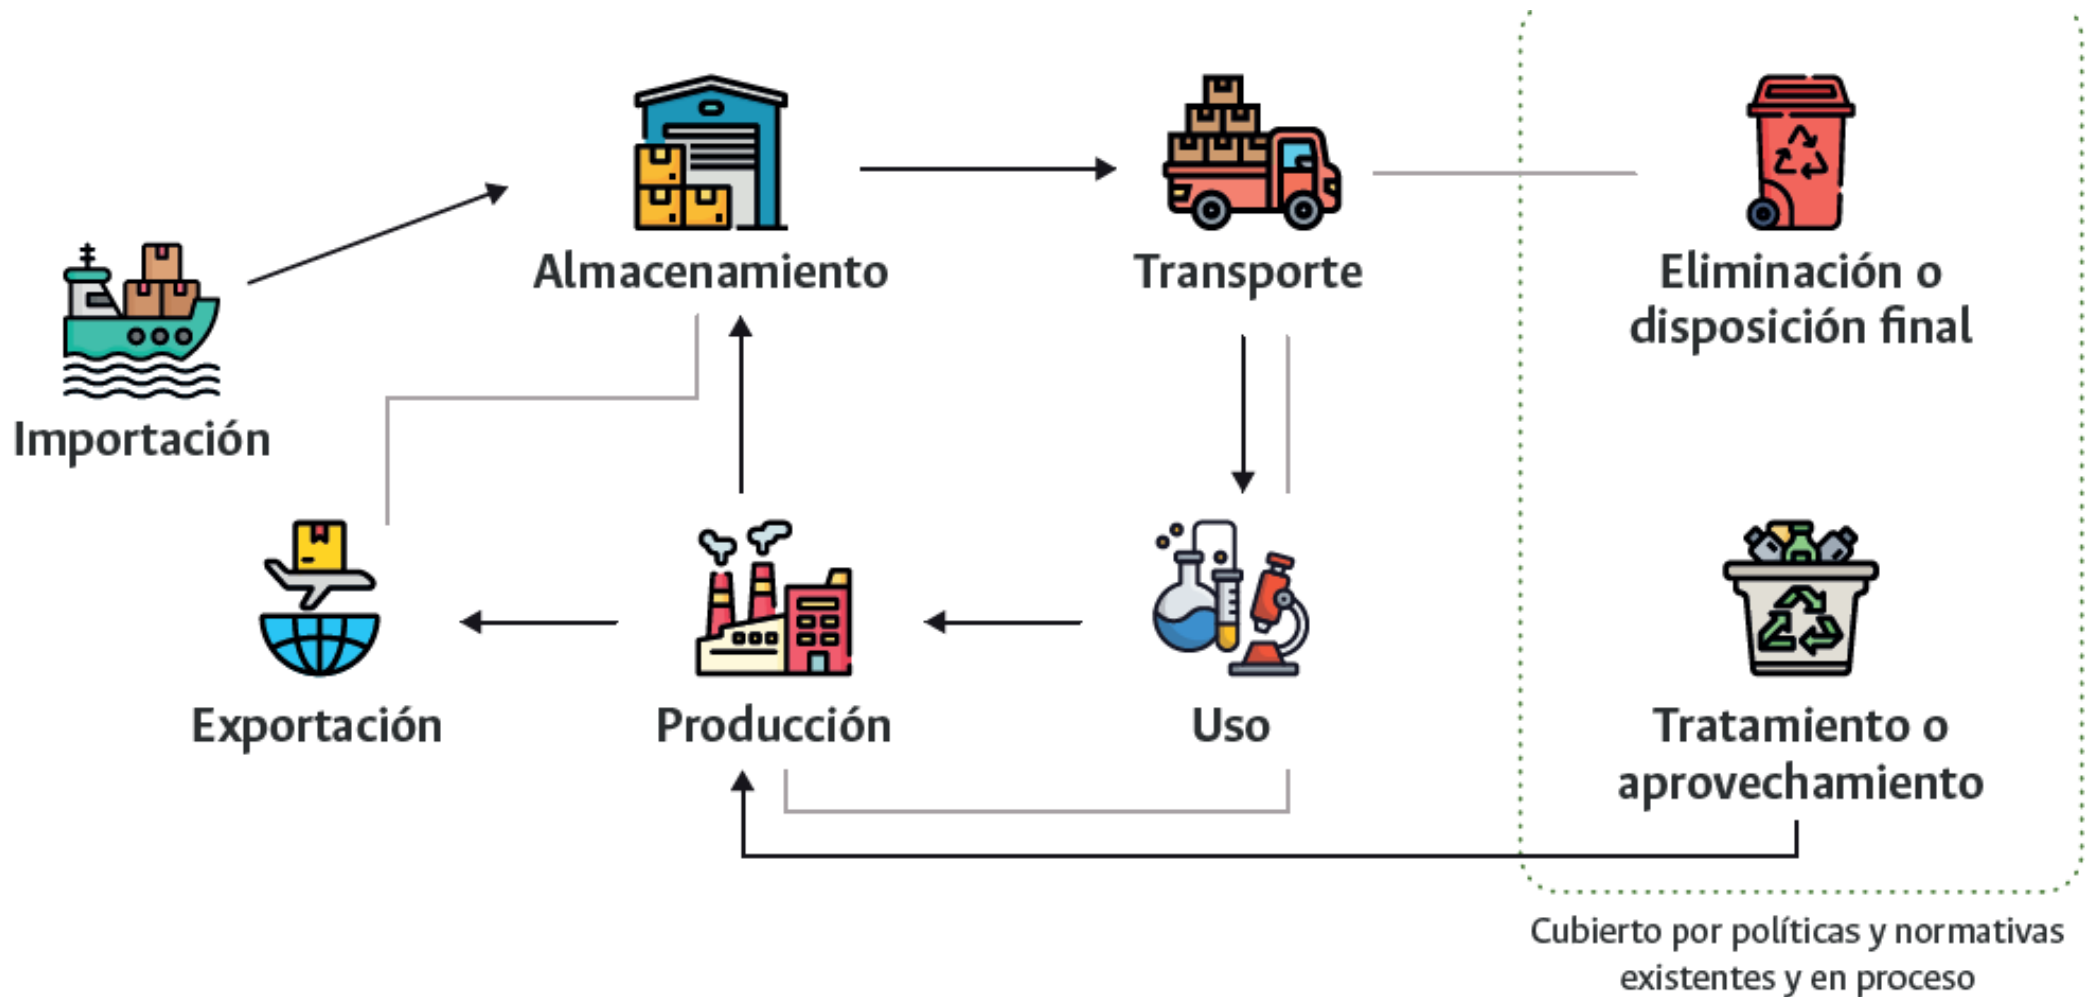 Almacenamiento
Transporte
Eliminación o
disposición final
Importación
Exportación
Producción
Uso
Tratamiento o
aprovechamiento
Cubierto por políticas y normativas
existentes y en proceso